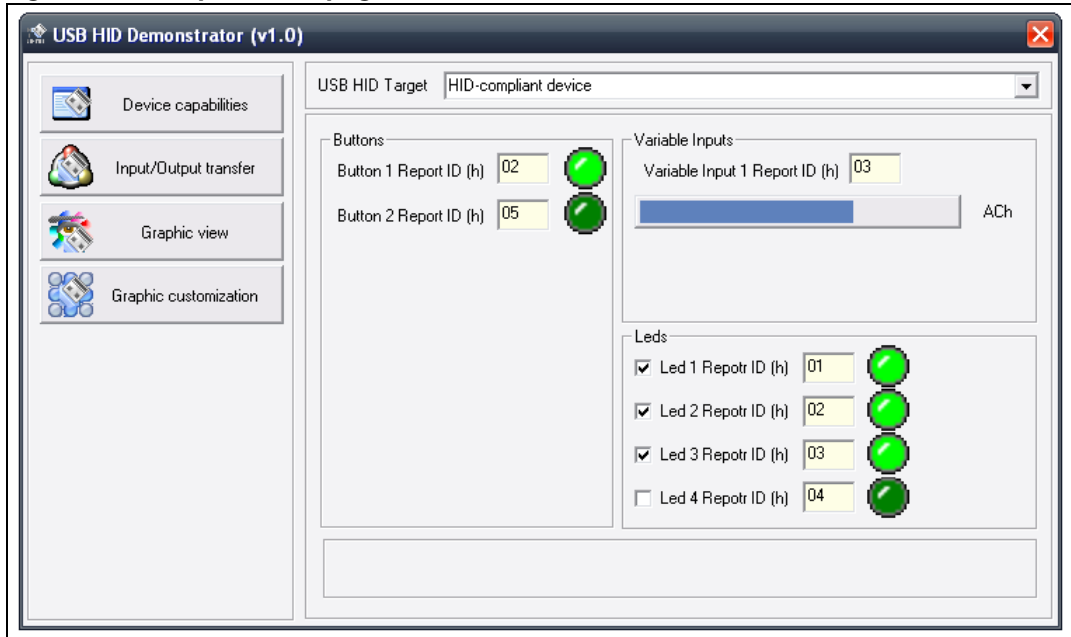 USB HID Demonstrator (v1.0)
Device capabilities
Input/Output transfer
Graphic view
Graphic customization
USB HID Target HID-compliant device
Buttons
Button 1 Report ID (h) 02
Button 2 Report ID (h) 05
Variable Inputs
Variable Input 1 Report ID (h) 03
ACh
Leds
Led 1 Repotr ID (h) 01
Led 2 Repotr ID (h) 02
Led 3 Repotr ID (h) 03
Led 4 Repotr ID (h) 04